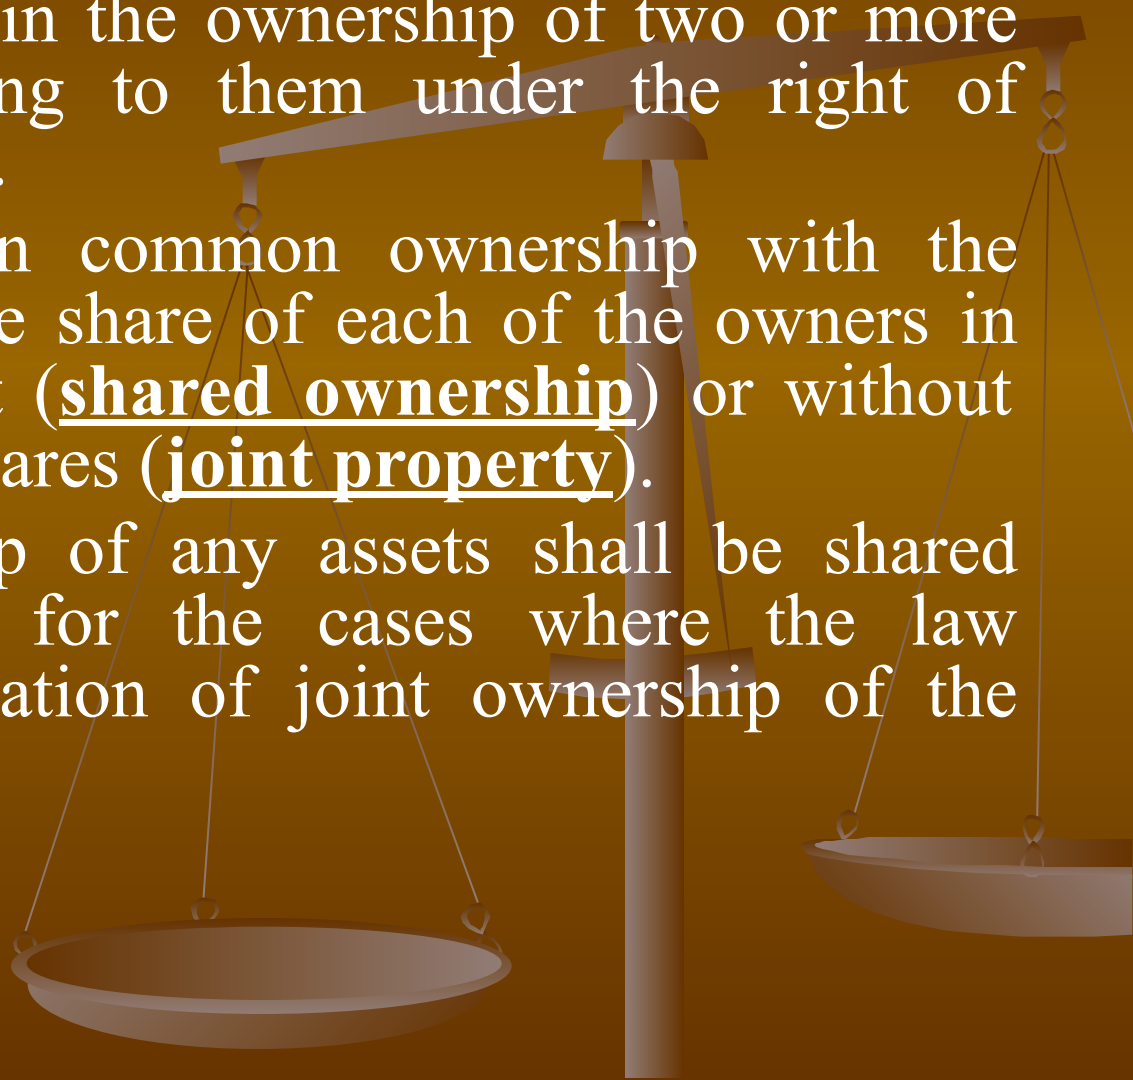 in the ownership of two or more
ng to them under the right of
.
n common ownership with the
e share of each of the owners in
(shared ownership) or without
ares (joint property).
p of any assets shall be shared
for the cases where the law
ation of joint ownership of the